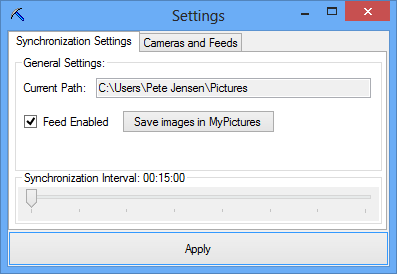 Settings
Synchronization Settings
Cameras and Feeds
General Settings:
Current Path: C:\Users\Pete Jensen\Pictures
Feed Enabled
Save images in MyPictures
Synchronization Interval: 00:15:00
Apply